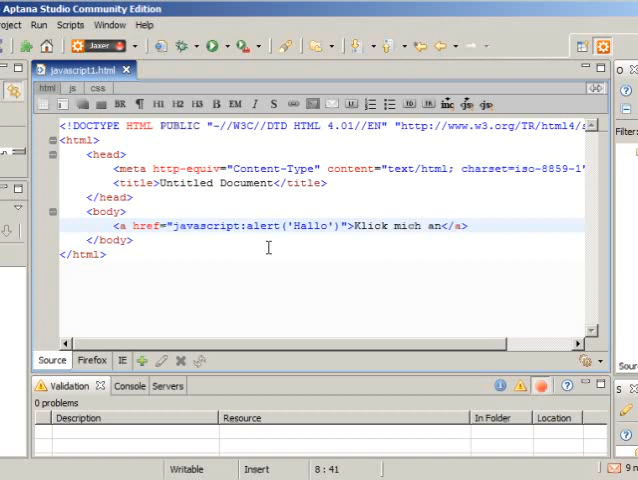 Aptana Studio Community Edition
roject Run Scripts Window Help
Jaxer
javascript1.html
html js css
BR ¶ H1 H2 H3 B EM I S
<!DOCTYPE HTML PUBLIC "-//W3C//DTD HTML 4.01//EN" "http://www.w3.org/TR/html4/s
<html>
<head>
<meta http-equiv="Content-Type" content="text/html; charset=iso-8859-1"
<title>Untitled Document</title>
</head>
<body>
<a href="javascript:alert('Hallo')">Klick mich an</a>
</body>
</html>
Filter:
Source Firefox IE
Sours
Validation Console Servers
0 problems
Description Resource In Folder Location
Writable Insert 8 : 41
9 n